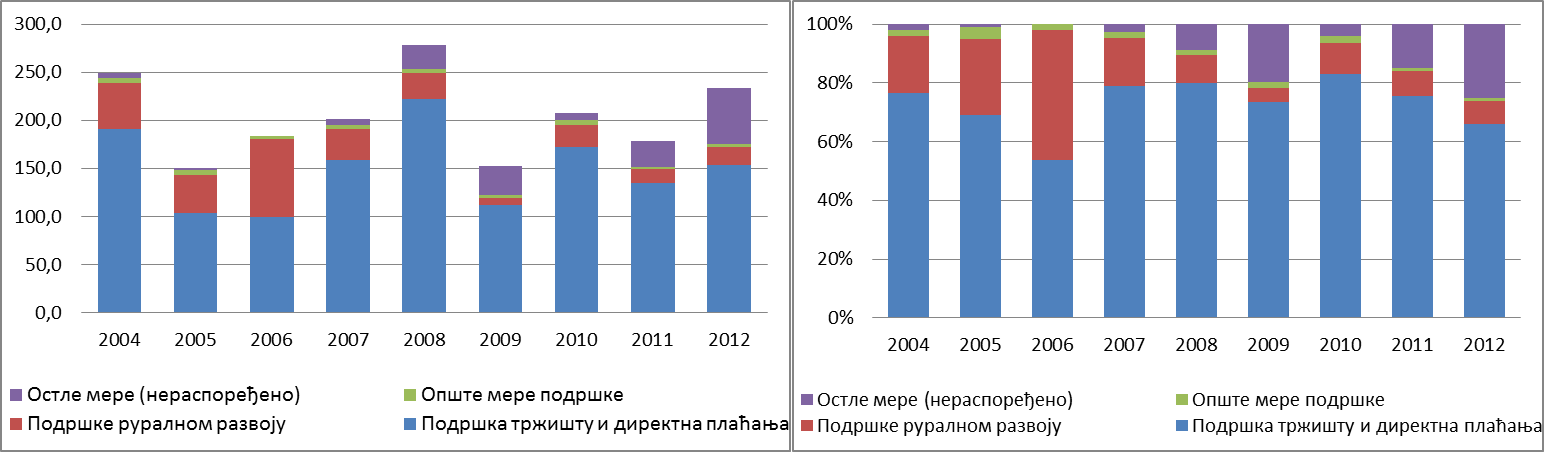 300,0
250,0
200,0
150,0
100,0
50,0
0,0
2004 2005 2006 2007 2008 2009 2010 2011 2012
Остле мере (нераспоређено) Опште мере подршке
Подршке руралном развоју Подршка тржишту и директна плаћања
100%
80%
60%
40%
20%
0%
2004 2005 2006 2007 2008 2009 2010 2011 2012
Остле мере (нераспоређено) Опште мере подршке
Подршке руралном развоју Подршка тржишту и директна плаћања